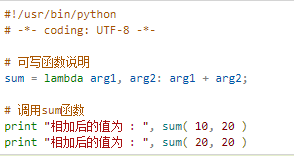 #!/usr/bin/python
# -*- coding: UTF-8 -*-
# 可写函数说明
sum = lambda arg1, arg2: arg1 + arg2;
# 调用sum函数
print "相加后的值为 : ", sum( 10, 20 )
print "相加后的值为 : ", sum( 20, 20 )